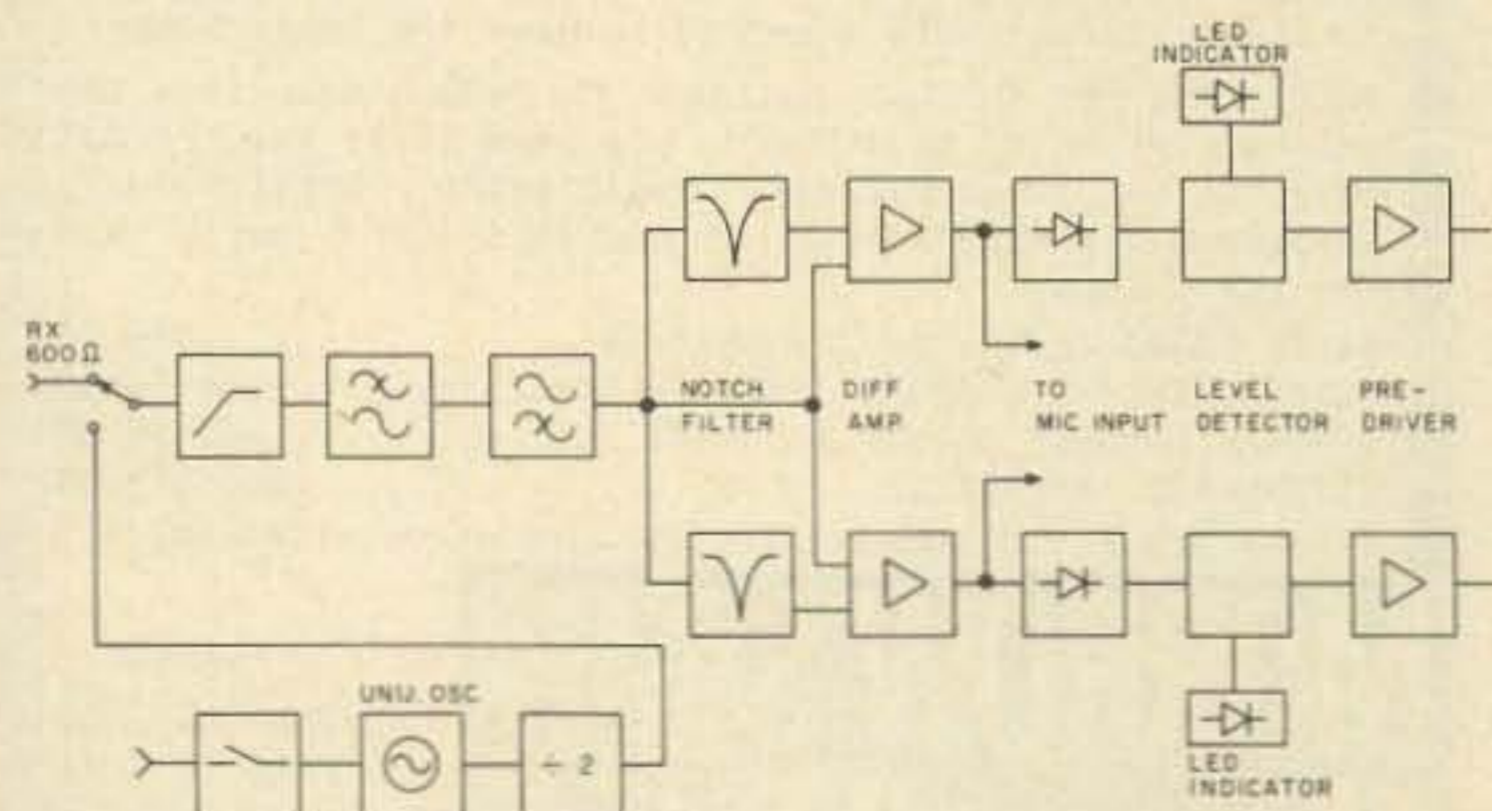 LED
INDICATOR
RX
600Ω
NOTCH
FILTER
DIFF
AMP.
TO
MIC INPUT
LEVEL
DETECTOR
PRE-
DRIVER
UNIJ. OSC.
÷ 2
LED
INDICATOR